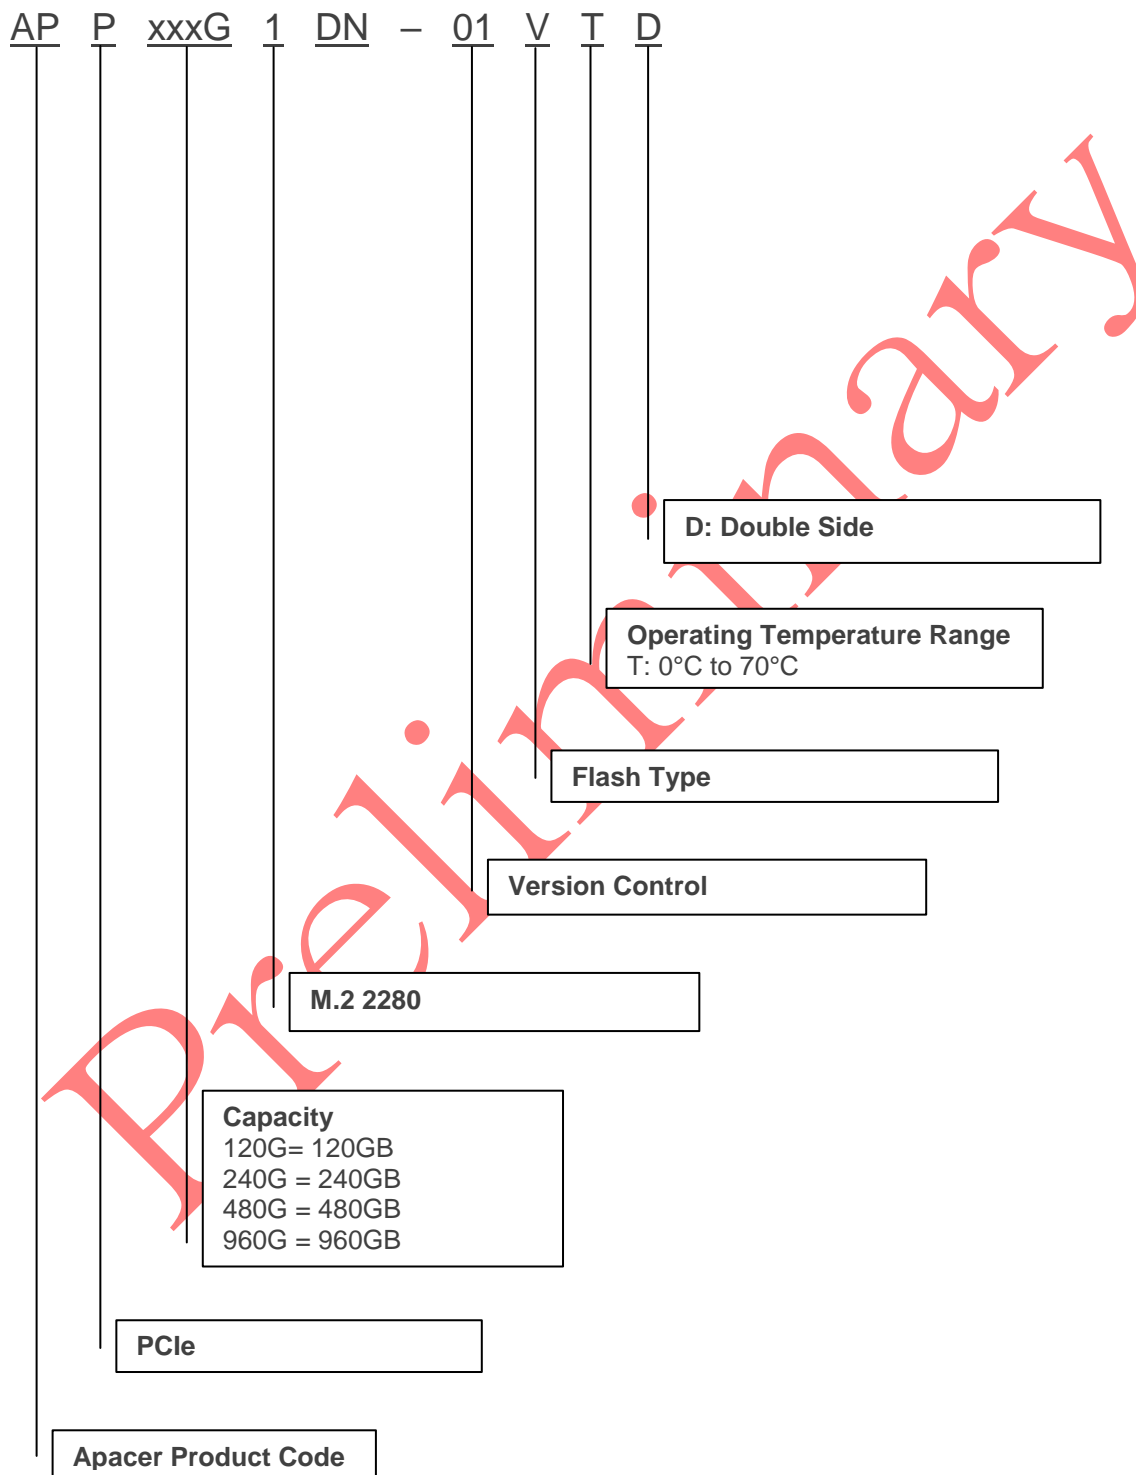 AP P xxxG 1 DN – 01 V T D
D: Double Side
Operating Temperature Range
T: 0°C to 70°C
Flash Type
Version Control
M.2 2280
Capacity
120G= 120GB
240G = 240GB
480G = 480GB
960G = 960GB
PCIe
Apacer Product Code
Preliminary